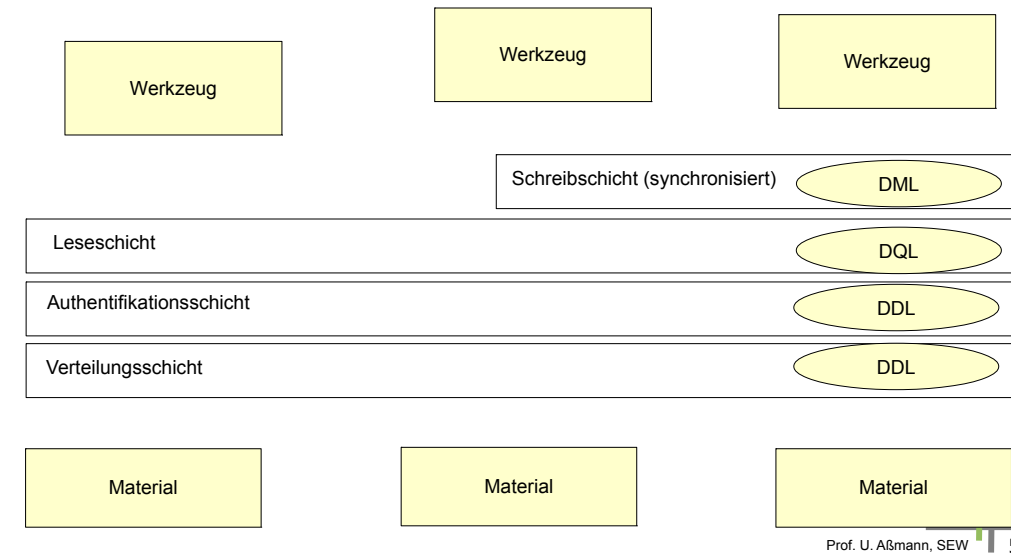 Werkzeug
Werkzeug
Werkzeug
Schreibschicht (synchronisiert)
DML
Leseschicht
DQL
Authentifikationsschicht
DDL
Verteilungsschicht
DDL
Material
Material
Material
Prof. U. Aßmann, SEW